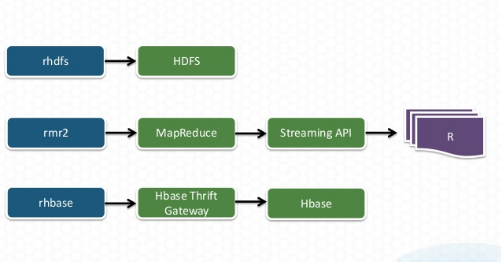 rhdfs
HDFS
rmr2
MapReduce
Streaming API
R
rhbase
Hbase Thrift
Gateway
Hbase